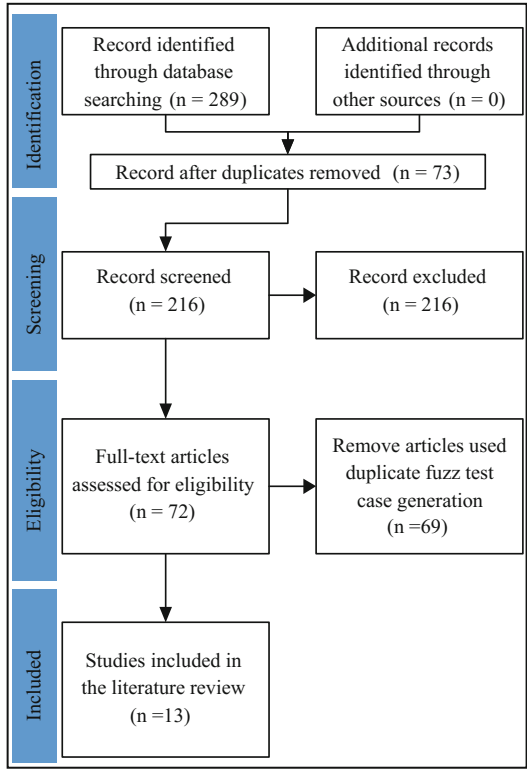 Identification
Record identified
through database
searching (n = 289)
Additional records
identified through
other sources (n = 0)
Record after duplicates removed (n = 73)
Screening
Record screened
(n = 216)
Record excluded
(n = 216)
Eligibility
Full-text articles
assessed for eligibility
(n = 72)
Remove articles used
duplicate fuzz test
case generation
(n =69)
Included
Studies included in
the literature review
(n =13)